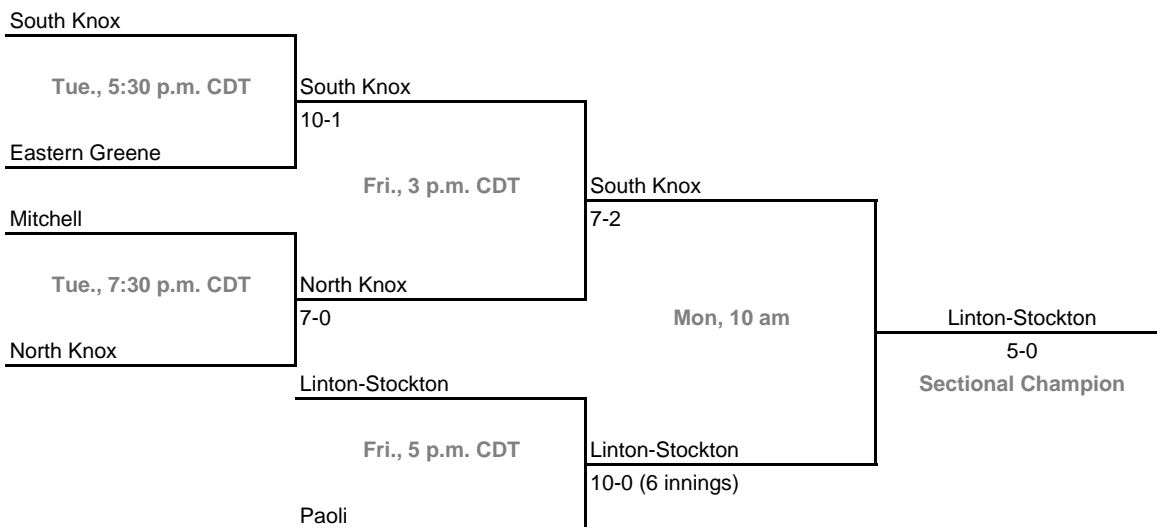 South Knox
Tue., 5:30 p.m. CDT
South Knox
10-1
Eastern Greene
Fri., 3 p.m. CDT
South Knox
7-2
Mitchell
Tue., 7:30 p.m. CDT
North Knox
7-0
North Knox
Mon, 10 am
Linton-Stockton
5-0
Sectional Champion
Linton-Stockton
Fri., 5 p.m. CDT
Linton-Stockton
10-0 (6 innings)
Paoli